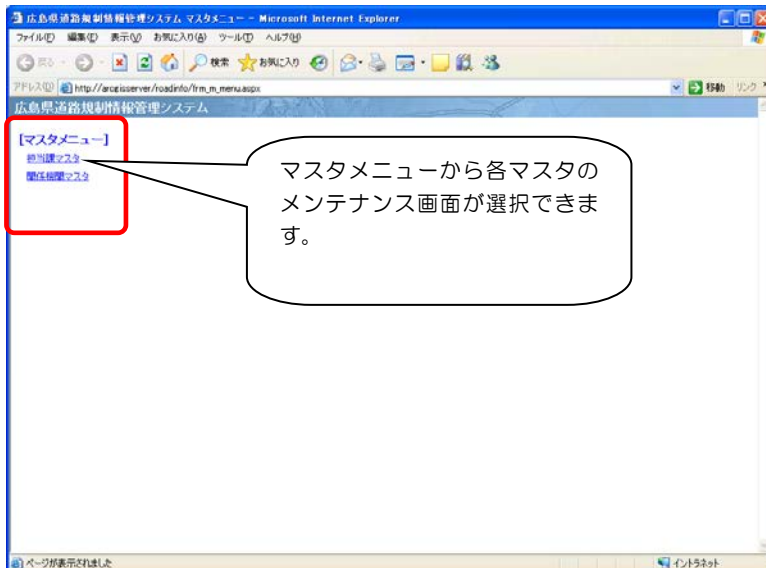 広島県道路規制情報管理システム マスタメニュー - Microsoft Internet Explorer
ファイル(F) 編集(E) 表示(V) お気に入り(A) ツール(T) ヘルプ(H)
戻る 検索 お気に入り
アドレス(D) http://arcgisserver/roadinfo/frm_m_menu.aspx 移動 リンク
広島県道路規制情報管理システム
[マスタメニュー]
担当課マスタ
関係機関マスタ
マスタメニューから各マスタの
メンテナンス画面が選択できま
す。
ページが表示されました イントラネット